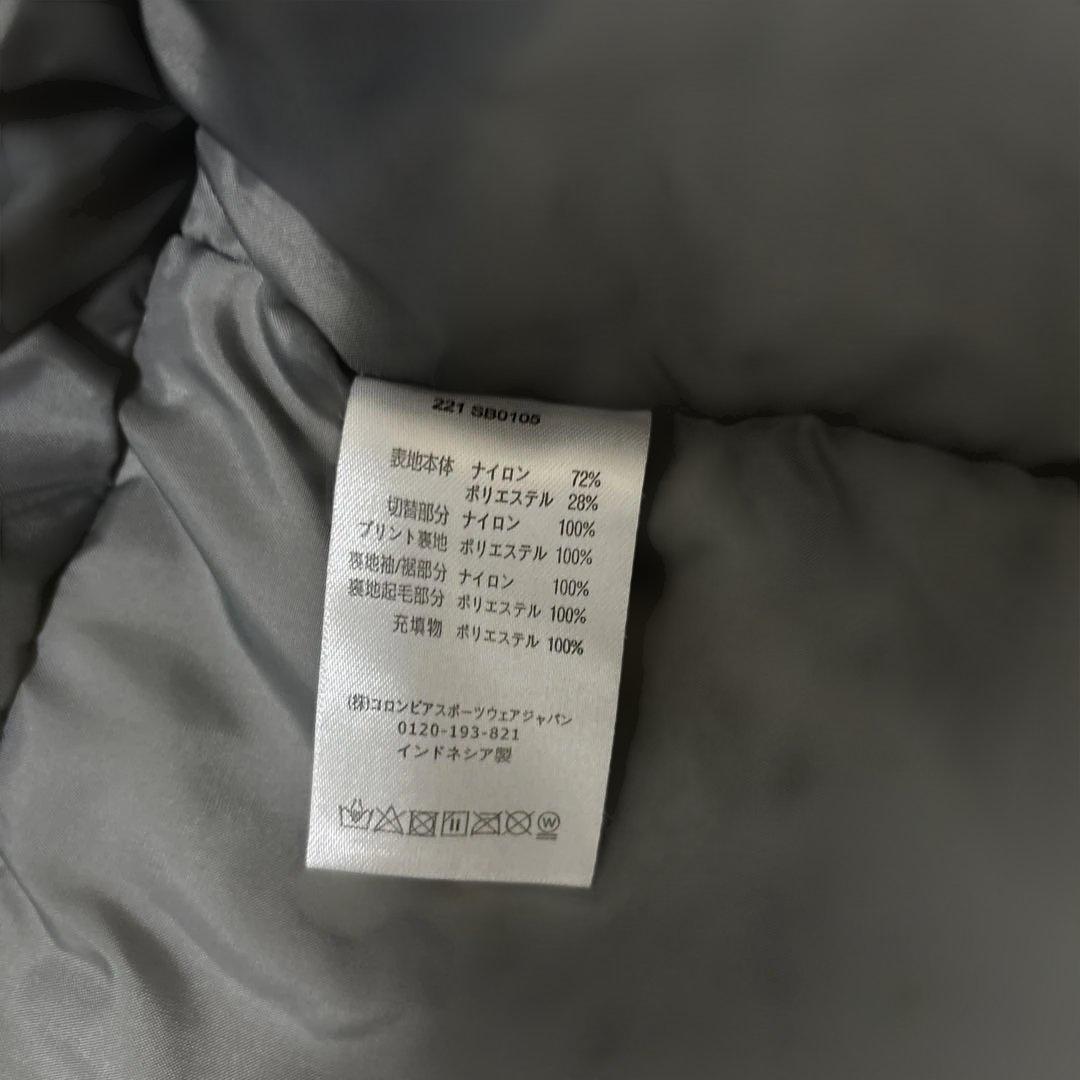 221 SB0105
表地本体 ナイロン 72%
ポリエステル 28%
切替部分 ナイロン 100%
プリント裏地 ポリエステル 100%
裏地袖/裾部分 ナイロン 100%
裏地起毛部分 ポリエステル 100%
充填物 ポリエステル 100%
(株)コロンビアスポーツウェアジャパン
0120-193-821
インドネシア製
W